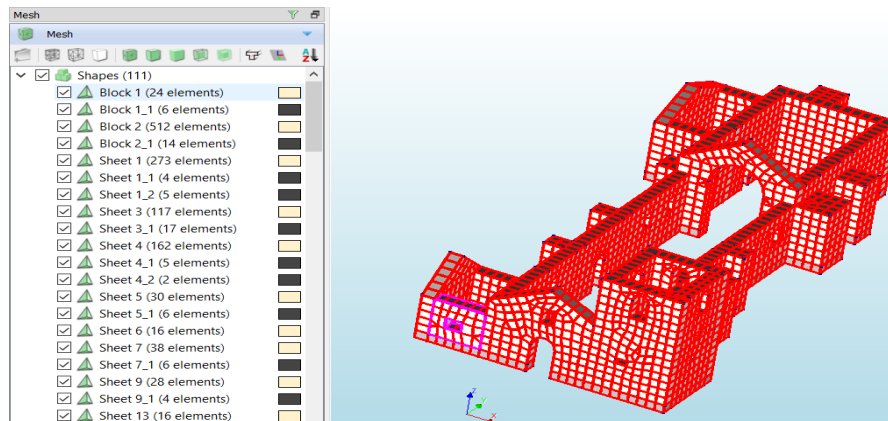 Mesh
Mesh
Shapes (111)
Block 1 (24 elements)
Block 1_1 (6 elements)
Block 2 (512 elements)
Block 2_1 (14 elements)
Sheet 1 (273 elements)
Sheet 1_1 (4 elements)
Sheet 1_2 (5 elements)
Sheet 3 (117 elements)
Sheet 3_1 (17 elements)
Sheet 4 (162 elements)
Sheet 4_1 (5 elements)
Sheet 4_2 (2 elements)
Sheet 5 (30 elements)
Sheet 5_1 (6 elements)
Sheet 6 (16 elements)
Sheet 7 (38 elements)
Sheet 7_1 (6 elements)
Sheet 9 (28 elements)
Sheet 9_1 (4 elements)
Sheet 13 (16 elements)
A
Z
Z
Y
X